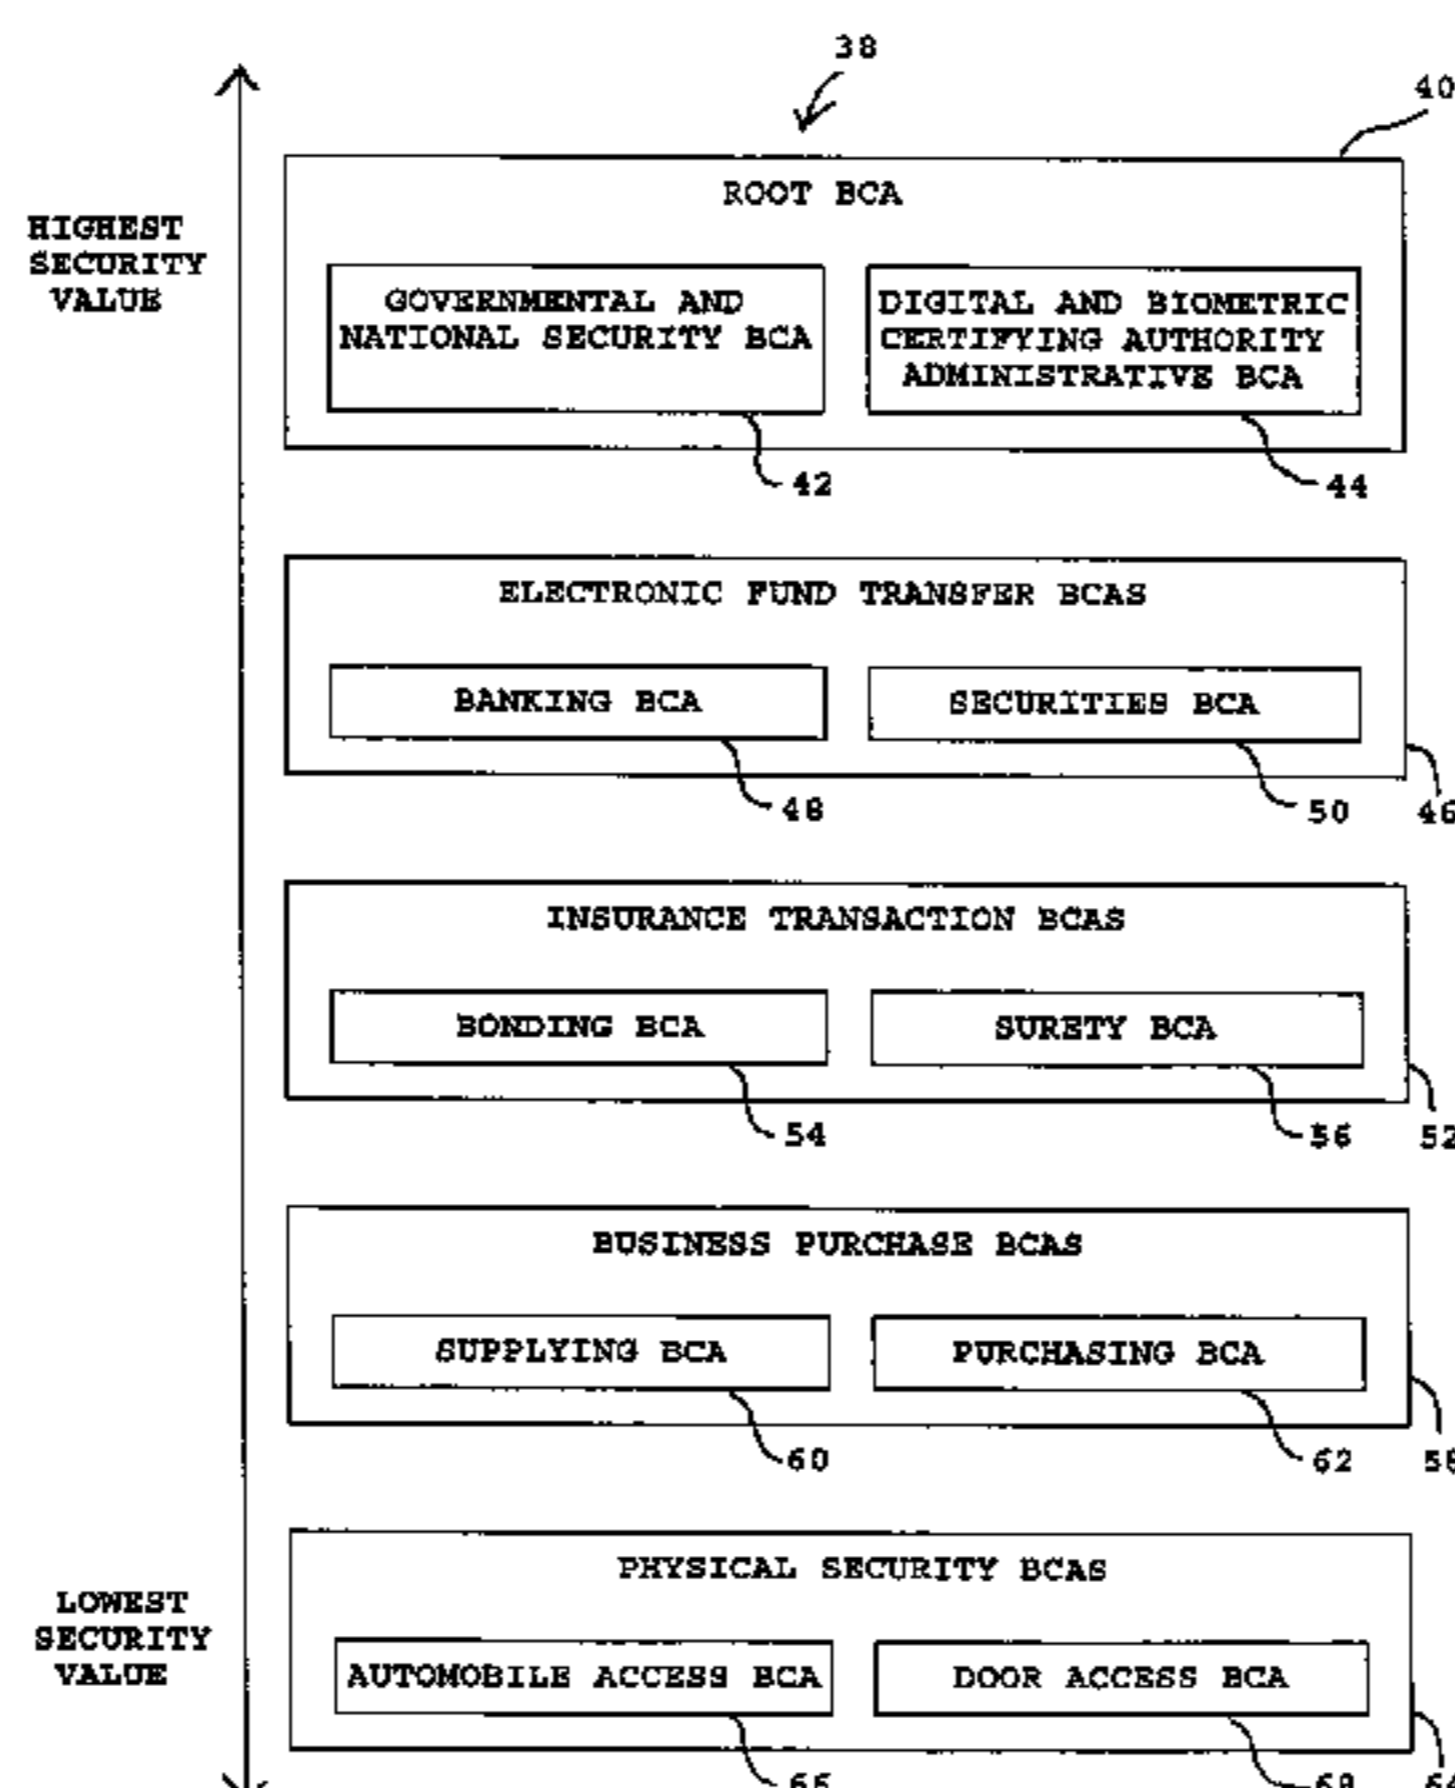 38
40
ROOT BCA
HIGHEST
SECURITY
VALUE
GOVERNMENTAL AND
NATIONAL SECURITY BCA
DIGITAL AND BIOMETRIC
CERTIFYING AUTHORITY
ADMINISTRATIVE BCA
42
44
ELECTRONIC FUND TRANSFER BCAS
BANKING BCA
SECURITIES BCA
48
50
46
INSURANCE TRANSACTION BCAS
BONDING BCA
SURETY BCA
54
56
52
BUSINESS PURCHASE BCAS
SUPPLYING BCA
PURCHASING BCA
60
62
58
PHYSICAL SECURITY BCAS
LOWEST
SECURITY
VALUE
AUTOMOBILE ACCESS BCA
DOOR ACCESS BCA